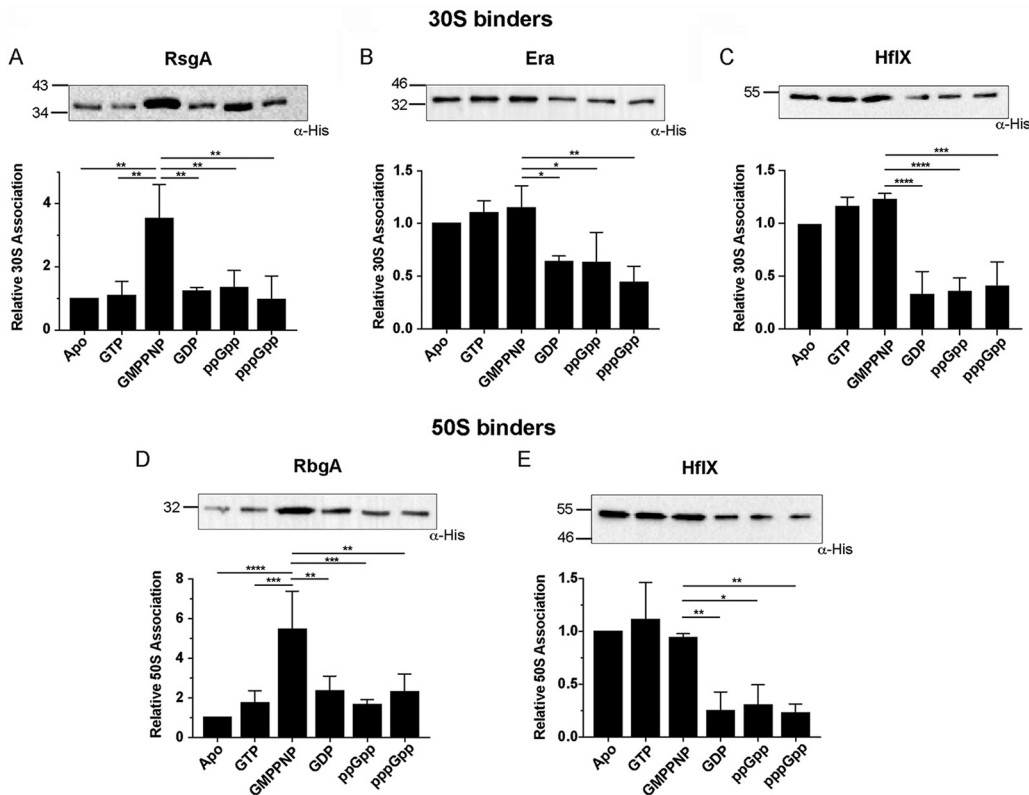 30S binders
A
RsgA
43
34
α-His
**
**
**
**
**
Relative 30S Association
4
2
0
Apo
GTP
GMPPNP
GDP
ppGpp
pppGpp
B
Era
46
32
α-His
**
*
*
Relative 30S Association
1.5
1.0
0.5
0.0
Apo
GTP
GMPPNP
GDP
ppGpp
pppGpp
C
HflX
55
α-His
***
****
****
Relative 30S Association
1.5
1.0
0.5
0.0
Apo
GTP
GMPPNP
GDP
ppGpp
pppGpp
50S binders
D
RbgA
32
α-His
**
****
***
***
**
Relative 50S Association
8
6
4
2
0
Apo
GTP
GMPPNP
GDP
ppGpp
pppGpp
E
HflX
55
46
α-His
**
*
**
Relative 50S Association
1.5
1.0
0.5
0.0
Apo
GTP
GMPPNP
GDP
ppGpp
pppGpp